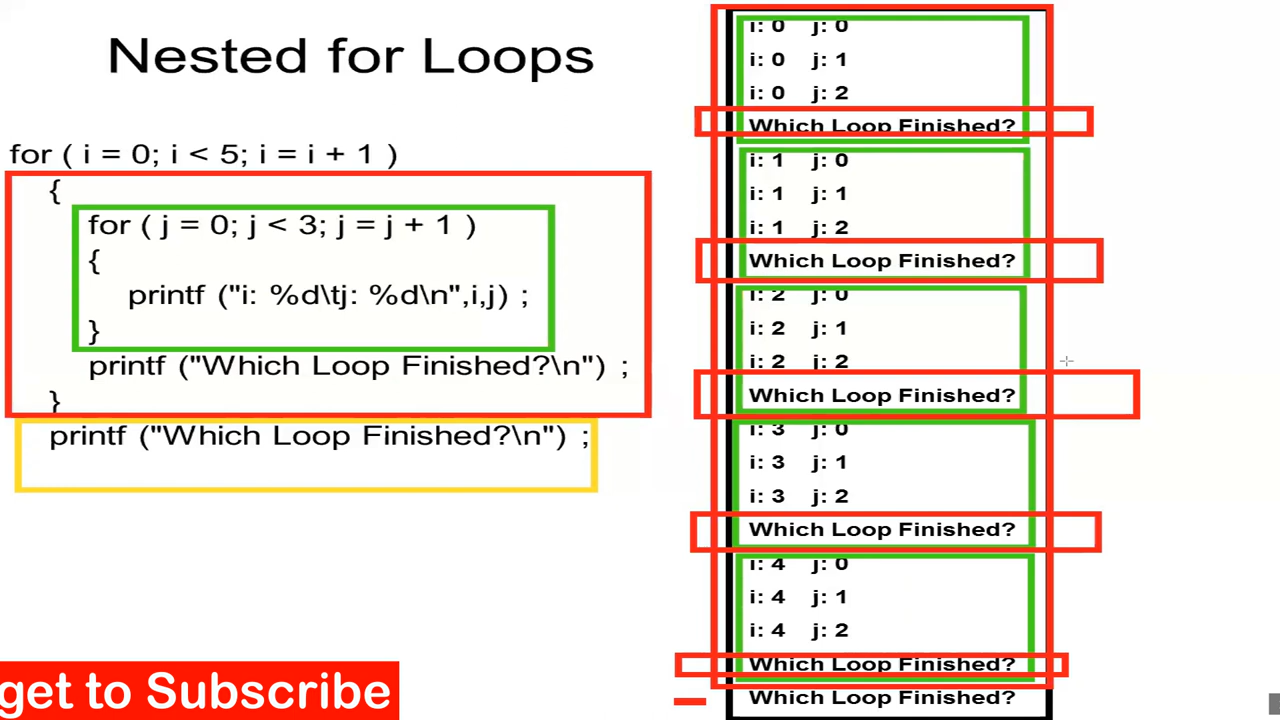 Nested for Loops
for ( i = 0; i < 5; i = i + 1 )
{
for ( j = 0; j < 3; j = j + 1 )
{
printf ("i: %d\tj: %d\n",i,j) ;
}
printf ("Which Loop Finished?\n") ;
}
printf ("Which Loop Finished?\n") ;
get to Subscribe
i: 0 j: 0
i: 0 j: 1
i: 0 j: 2
Which Loop Finished?
i: 1 j: 0
i: 1 j: 1
i: 1 j: 2
Which Loop Finished?
i: 2 j: 0
i: 2 j: 1
i: 2 j: 2
Which Loop Finished?
i: 3 j: 0
i: 3 j: 1
i: 3 j: 2
Which Loop Finished?
i: 4 j: 0
i: 4 j: 1
i: 4 j: 2
Which Loop Finished?
Which Loop Finished?